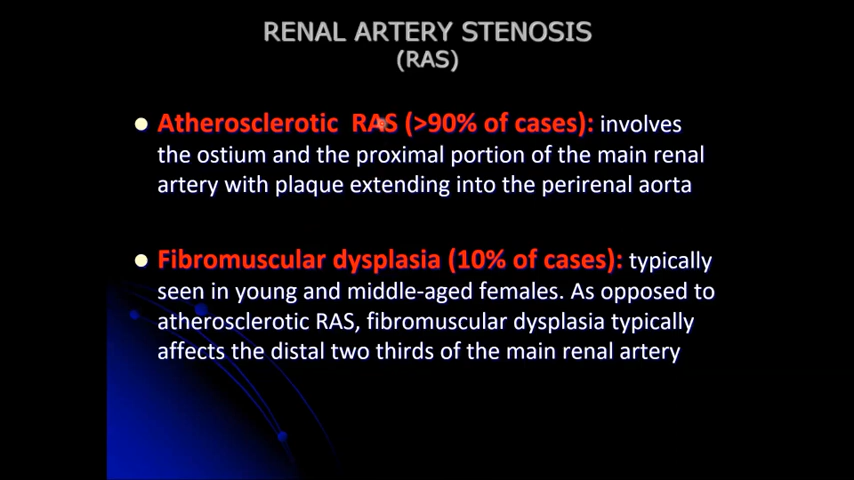 RENAL ARTERY STENOSIS
(RAS)
Atherosclerotic RAS (>90% of cases): involves
the ostium and the proximal portion of the main renal
artery with plaque extending into the perirenal aorta
Fibromuscular dysplasia (10% of cases): typically
seen in young and middle-aged females. As opposed to
atherosclerotic RAS, fibromuscular dysplasia typically
affects the distal two thirds of the main renal artery